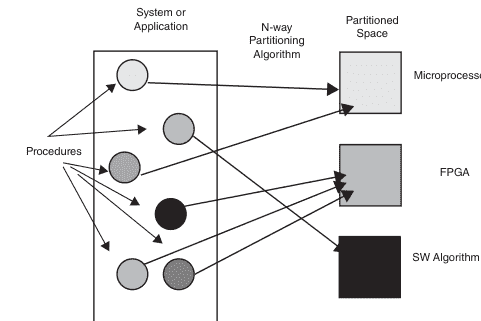 System or
Application
N-way
Partitioning
Algorithm
Partitioned
Space
Procedures
FPGA
SW Algorithm